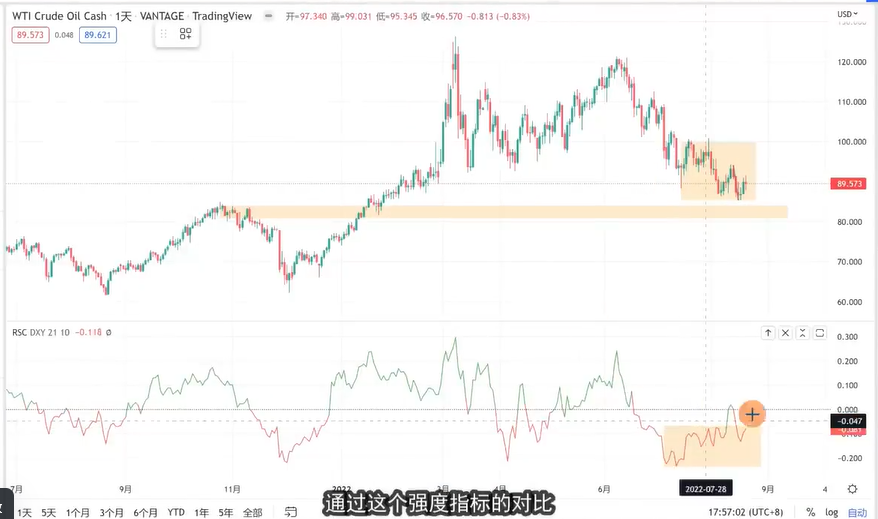 WTI Crude Oil Cash · 1天 · VANTAGE · TradingView
开=97.340 高=99.031 低=95.345 收=96.570 -0.813 (-0.83%)
USD
89.573 0.048 89.621
130.000
120.000
110.000
100.000
89.573
80.000
70.000
60.000
RSC DXY 21 10 -0.118 Ø
0.300
0.200
0.100
0.000
-0.047
-0.200
7月 9月 11月 2022 3月 6月 2022-07-28 9月 4
通过这个强度指标的对比
1天 5天 1个月 3个月 6个月 YTD 1年 5年 全部
17:57:02 (UTC+8) % log 自动